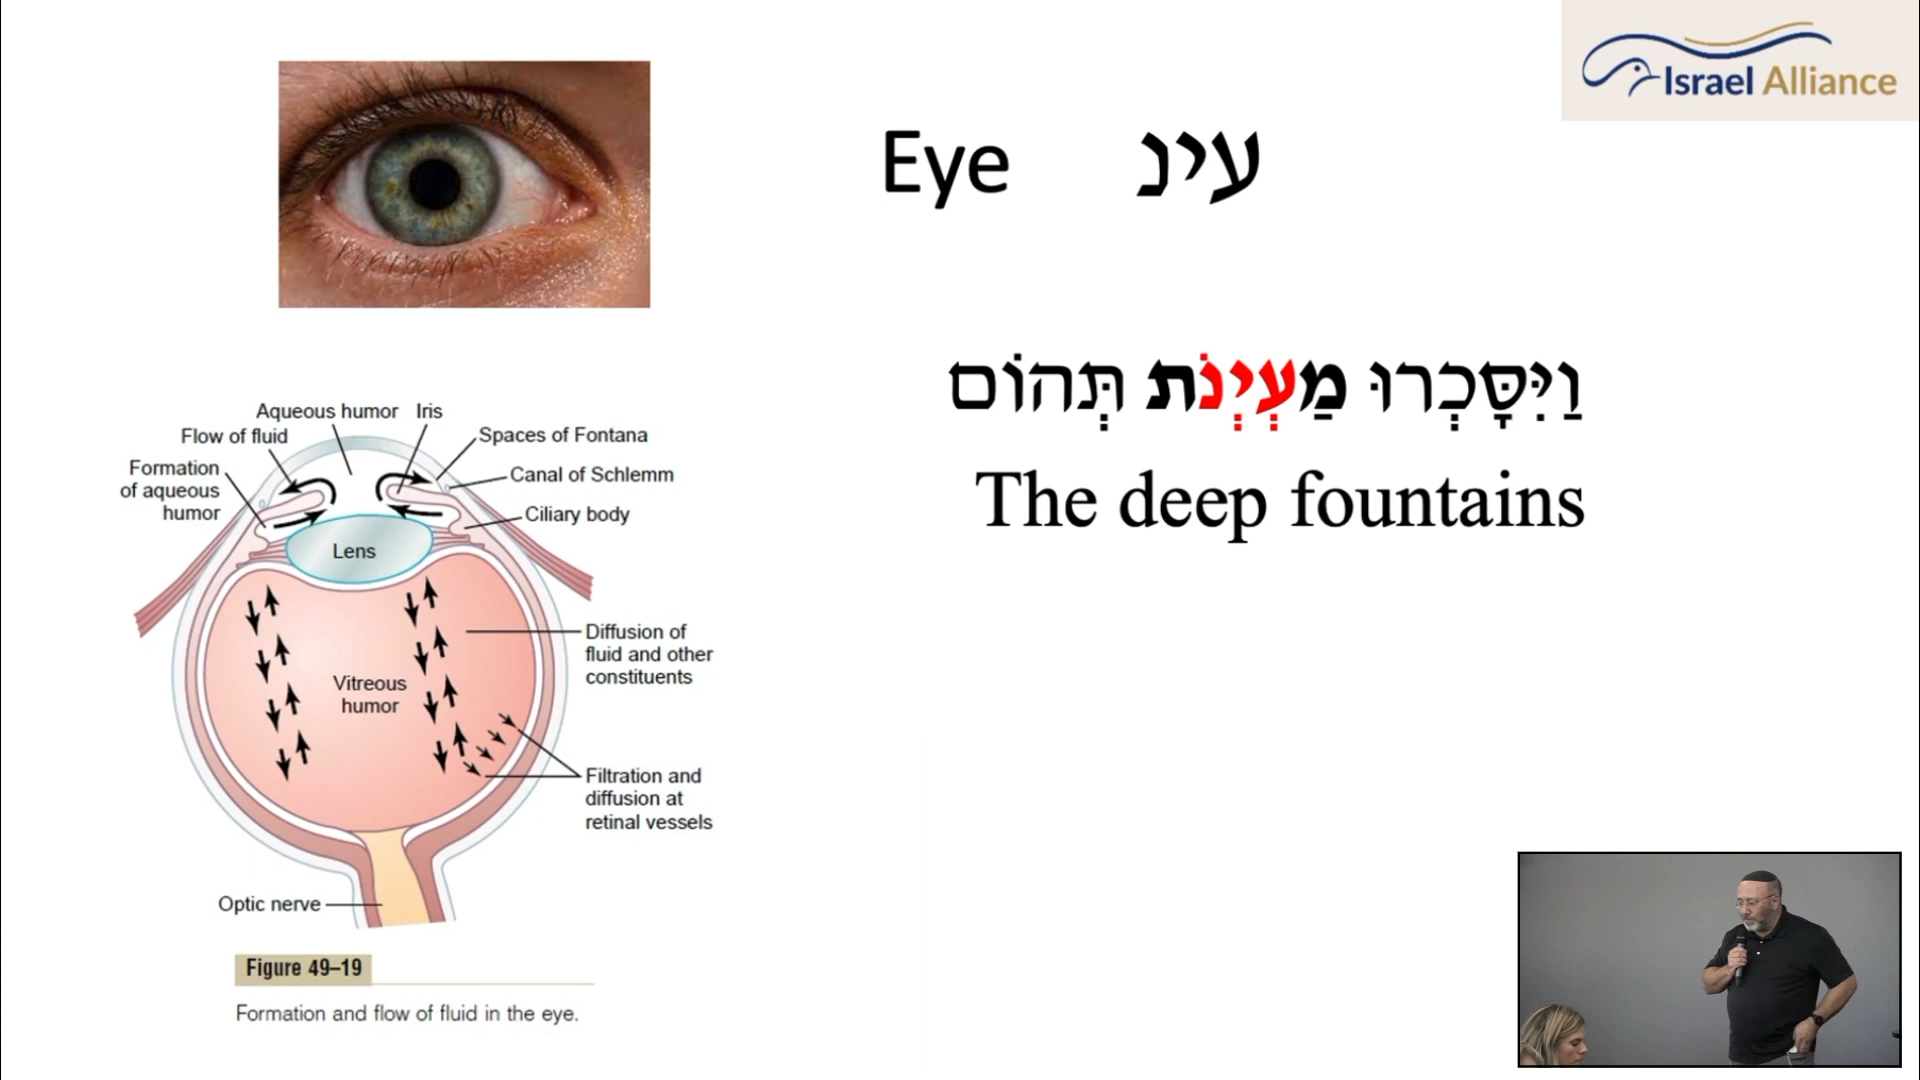 Israel Alliance
Eye עינ
וַיִּסָּכְרוּ מַעְיְנֹת תְּהוֹם
The deep fountains
Aqueous humor
Iris
Flow of fluid
Spaces of Fontana
Formation
of aqueous
humor
Canal of Schlemm
Ciliary body
Lens
Diffusion of
fluid and other
constituents
Vitreous
humor
Filtration and
diffusion at
retinal vessels
Optic nerve
Figure 49–19
Formation and flow of fluid in the eye.